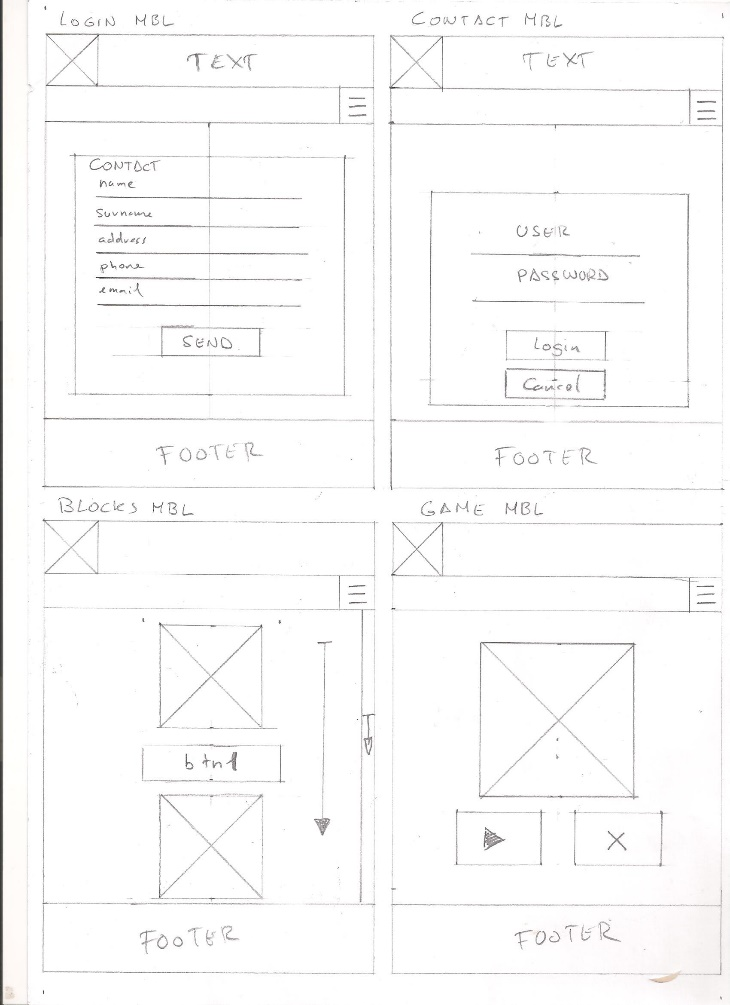 LOGIN MBL
TEXT
CONTACT
name
surname
address
phone
email
SEND
FOOTER
CONTACT MBL
TEXT
USER
PASSWORD
Login
Cancel
FOOTER
BLOCKS MBL
btn1
FOOTER
GAME MBL
FOOTER